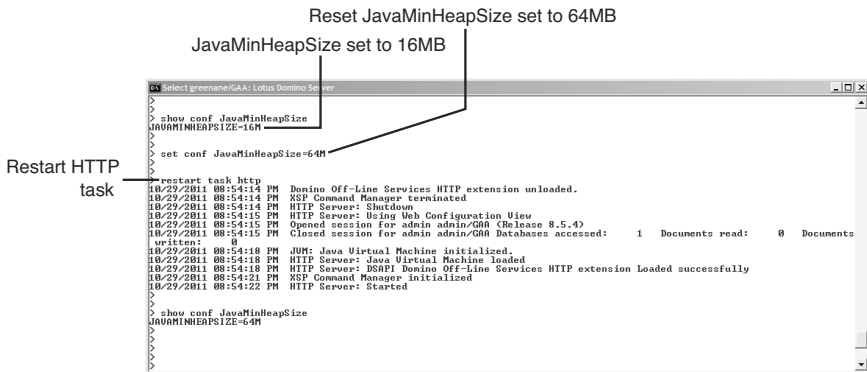 Reset JavaMinHeapSize set to 64MB
JavaMinHeapSize set to 16MB
Select greenane/GAA: Lotus Domino Server
>
>
> show conf JavaMinHeapSize
JAVAMINHEAPSIZE=16M
>
>
> set conf JavaMinHeapSize=64M
>
>
Restart HTTP
task
> restart task http
10/29/2011 08:54:14 PM  Domino Off-Line Services HTTP extension unloaded.
10/29/2011 08:54:14 PM  XSP Command Manager terminated
10/29/2011 08:54:14 PM  HTTP Server: Shutdown
10/29/2011 08:54:15 PM  HTTP Server: Using Web Configuration View
10/29/2011 08:54:15 PM  Opened session for admin admin/GAA (Release 8.5.4)
10/29/2011 08:54:15 PM  Closed session for admin admin/GAA Databases accessed:     1   Documents read:     0   Documents
written:     0
10/29/2011 08:54:18 PM  JVM: Java Virtual Machine initialized.
10/29/2011 08:54:18 PM  HTTP Server: Java Virtual Machine loaded
10/29/2011 08:54:18 PM  HTTP Server: DSAPI Domino Off-Line Services HTTP extension Loaded successfully
10/29/2011 08:54:21 PM  XSP Command Manager initialized
10/29/2011 08:54:22 PM  HTTP Server: Started
>
>
> show conf JavaMinHeapSize
JAVAMINHEAPSIZE=64M
>
>
>
>
>